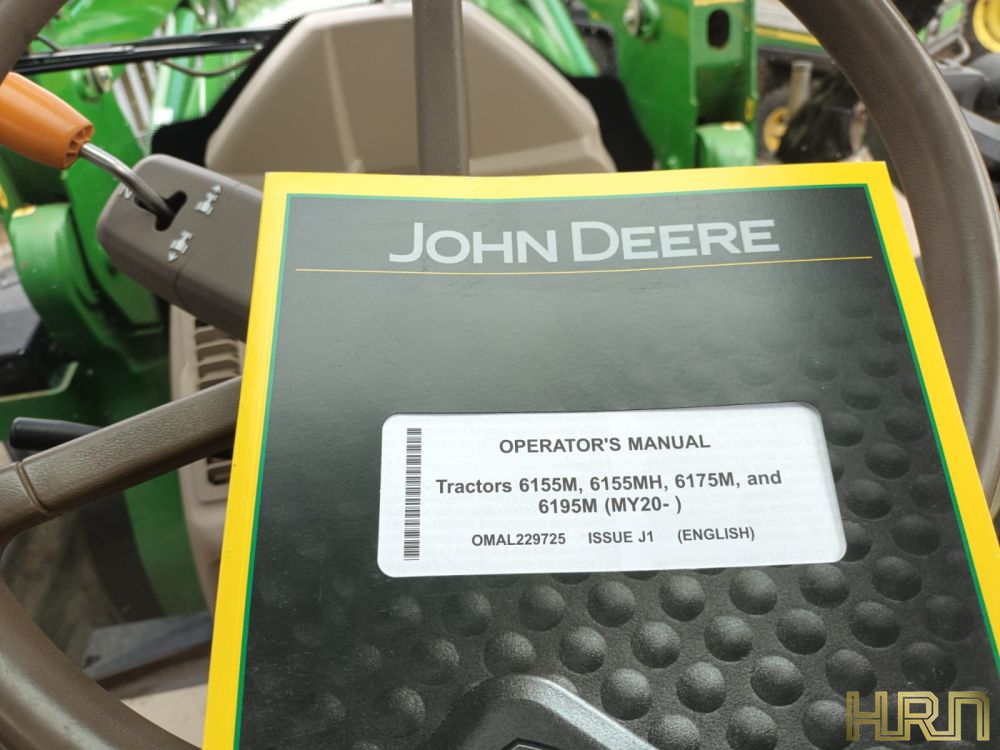 JOHN DEERE
OPERATOR'S MANUAL
Tractors 6155M, 6155MH, 6175M, and
6195M (MY20- )
OMAL229725 ISSUE J1 (ENGLISH)
N
HRN